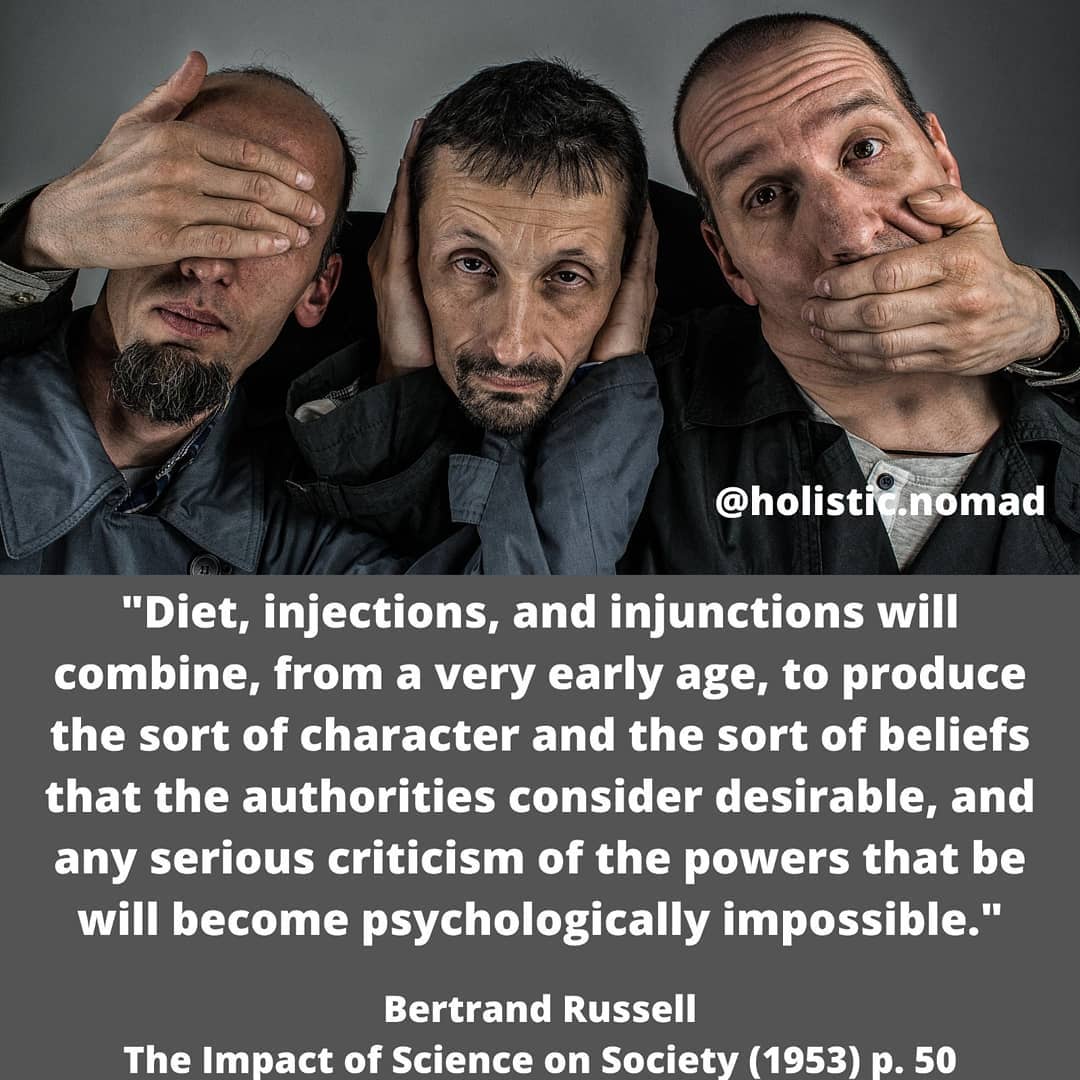 @holistic.nomad
"Diet, injections, and injunctions will
combine, from a very early age, to produce
the sort of character and the sort of beliefs
that the authorities consider desirable, and
any serious criticism of the powers that be
will become psychologically impossible."
Bertrand Russell
The Impact of Science on Society (1953) p. 50